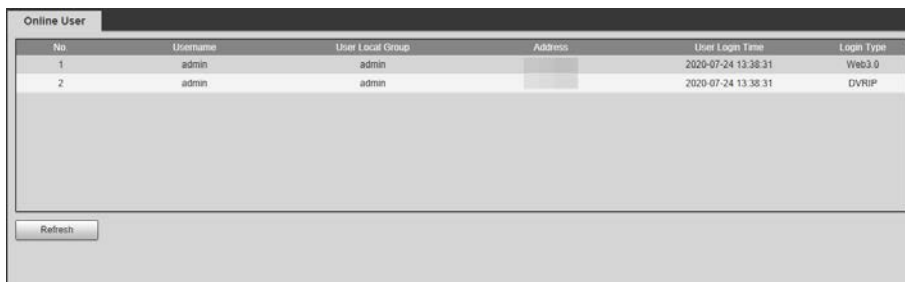 Online User
No. Username User Local Group Address User Login Time Login Type
1 admin admin 2020-07-24 13:38:31 Web3.0
2 admin admin 2020-07-24 13:38:31 DVRIP
Refresh